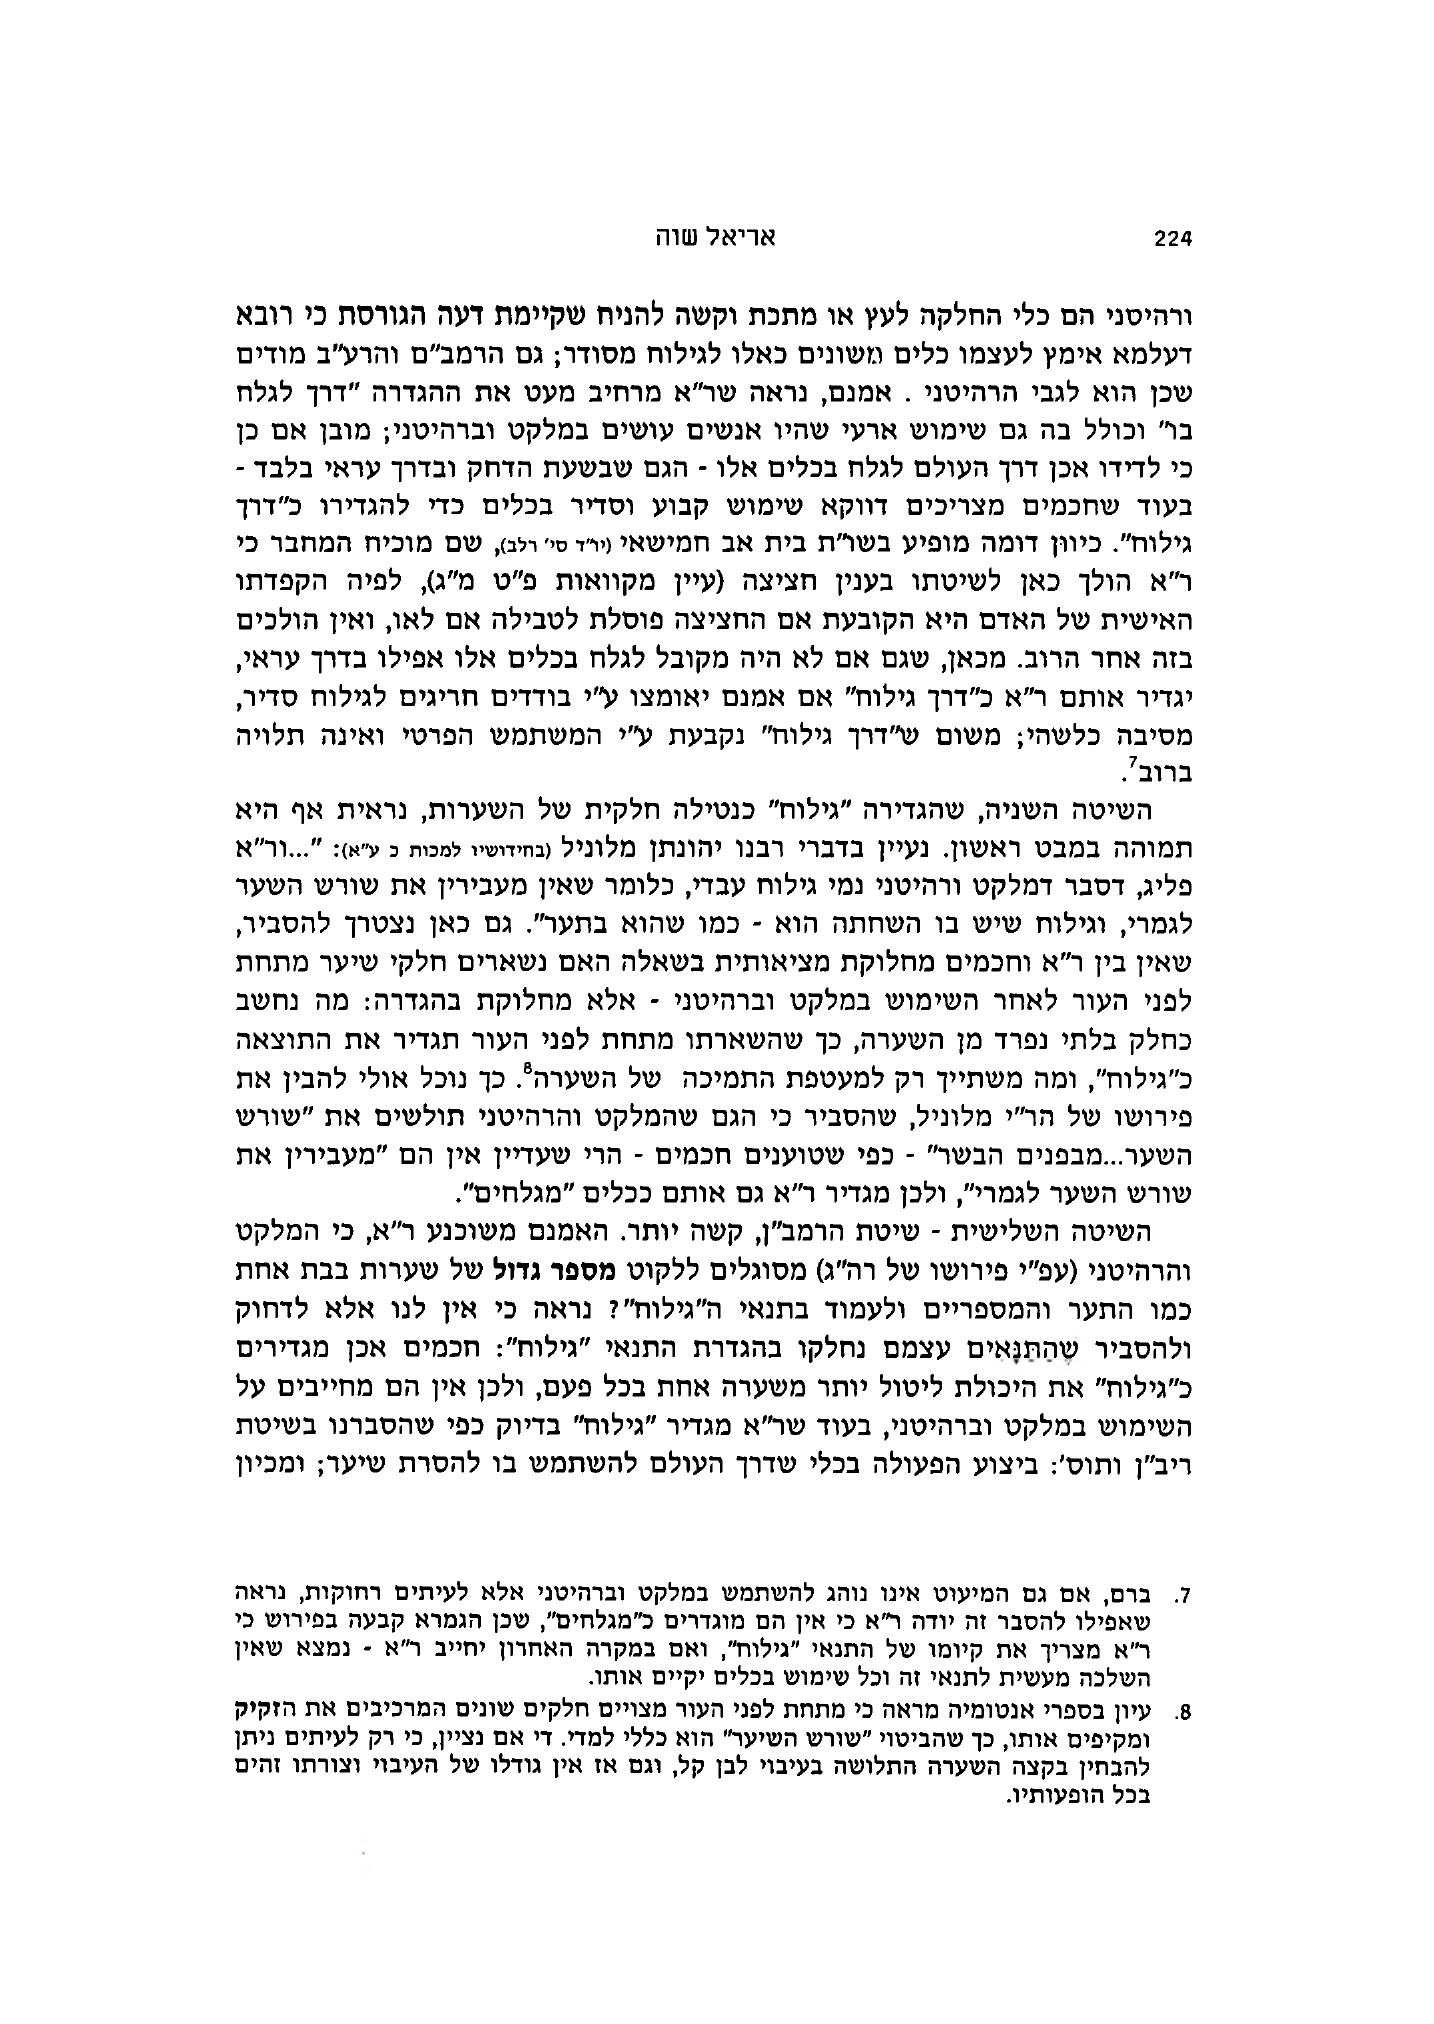 224
אריאל שוה
ורהיטני הם כלי החלקה לעץ או מתכת וקשה להניח שקיימת דעה הגורסת כי רובא
דעלמא אימץ לעצמו כלים משונים כאלו לגילוח מסודר; גם הרמב"ם והרע"ב מודים
שכן הוא לגבי הרהיטני . אמנם, נראה שר"א מרחיב מעט את ההגדרה "דרך לגלח
בו" וכולל בה גם שימוש ארעי שהיו אנשים עושים במלקט וברהיטני; מובן אם כן
כי לדידו אכן דרך העולם לגלח בכלים אלו - הגם שבשעת הדחק ובדרך עראי בלבד -
בעוד שחכמים מצריכים דווקא שימוש קבוע וסדיר בכלים כדי להגדירו כ"דרך
גילוח". כיוון דומה מופיע בשו"ת בית אב חמישאי (יו"ד סי' רלב), שם מוכיח המחבר כי
ר"א הולך כאן לשיטתו בענין חציצה (עיין מקוואות פ"ט מ"ג), לפיה הקפדתו
האישית של האדם היא הקובעת אם החציצה פוסלת לטבילה אם לאו, ואין הולכים
בזה אחר הרוב. מכאן, שגם אם לא היה מקובל לגלח בכלים אלו אפילו בדרך עראי,
יגדיר אותם ר"א כ"דרך גילוח" אם אמנם יאומצו ע"י בודדים חריגים לגילוח סדיר,
מסיבה כלשהי; משום ש"דרך גילוח" נקבעת ע"י המשתמש הפרטי ואינה תלויה
ברוב7.
השיטה השניה, שהגדירה "גילוח" כנטילה חלקית של השערות, נראית אף היא
תמוהה במבט ראשון. נעיין בדברי רבנו יהונתן מלוניל (בחידושיו למכות כ ע"א): "...ור"א
פליג, דסבר דמלקט ורהיטני נמי גילוח עבדי, כלומר שאין מעבירין את שורש השער
לגמרי, וגילוח שיש בו השחתה הוא - כמו שהוא בתער". גם כאן נצטרך להסביר,
שאין בין ר"א וחכמים מחלוקת מציאותית בשאלה האם נשארים חלקי שיער מתחת
לפני העור לאחר השימוש במלקט וברהיטני - אלא מחלוקת בהגדרה: מה נחשב
כחלק בלתי נפרד מן השערה, כך שהשארתו מתחת לפני העור תגדיר את התוצאה
כ"גילוח", ומה משתייך רק למעטפת התמיכה של השערה8. כך נוכל אולי להבין את
פירושו של הר"י מלוניל, שהסביר כי הגם שהמלקט והרהיטני תולשים את "שורש
השער...מבפנים הבשר" - כפי שטוענים חכמים - הרי שעדיין אין הם "מעבירין את
שורש השער לגמרי", ולכן מגדיר ר"א גם אותם ככלים "מגלחים".
השיטה השלישית - שיטת הרמב"ן, קשה יותר. האמנם משוכנע ר"א, כי המלקט
והרהיטני (עפ"י פירושו של רה"ג) מסוגלים ללקוט מספר גדול של שערות בבת אחת
כמו התער והמספריים ולעמוד בתנאי ה"גילוח"? נראה כי אין לנו אלא לדחוק
ולהסביר שהתנאים עצמם נחלקו בהגדרת התנאי "גילוח": חכמים אכן מגדירים
כ"גילוח" את היכולת ליטול יותר משערה אחת בכל פעם, ולכן אין הם מחייבים על
השימוש במלקט וברהיטני, בעוד שר"א מגדיר "גילוח" בדיוק כפי שהסברנו בשיטת
ריב"ן ותוס': ביצוע הפעולה בכלי שדרך העולם להשתמש בו להסרת שיער; ומכיון
7. ברם, אם גם המיעוט אינו נוהג להשתמש במלקט וברהיטני אלא לעיתים רחוקות, נראה
שאפילו להסבר זה יודה ר"א כי אין הם מוגדרים כ"מגלחים", שכן הגמרא קבעה בפירוש כי
ר"א מצריך את קיומו של התנאי "גילוח", ואם במקרה האחרון יחייב ר"א - נמצא שאין
השלכה מעשית לתנאי זה וכל שימוש בכלים יקיים אותו.
8. עיון בספרי אנטומיה מראה כי מתחת לפני העור מצויים חלקים שונים המרכיבים את הזקיק
ומקיפים אותו, כך שהביטוי "שורש השיער" הוא כללי למדי. די אם נציין, כי רק לעיתים ניתן
להבחין בקצה השערה התלושה בעיבוי לבן קל, וגם אז אין גודלו של העיבוי וצורתו זהים
בכל הופעותיו.